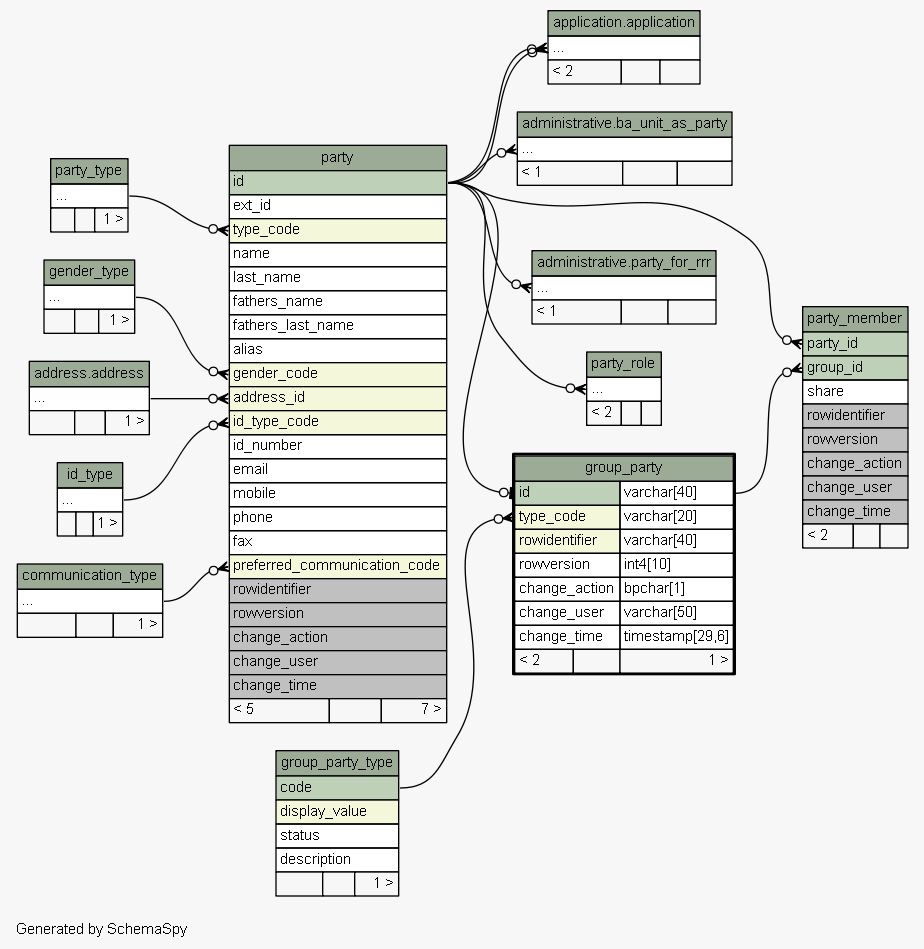 application.application
...
< 2
administrative.ba_unit_as_party
...
< 1
party_type
...
1 >
gender_type
...
1 >
address.address
...
1 >
id_type
...
1 >
communication_type
...
1 >
party
id
ext_id
type_code
name
last_name
fathers_name
fathers_last_name
alias
gender_code
address_id
id_type_code
id_number
email
mobile
phone
fax
preferred_communication_code
rowidentifier
rowversion
change_action
change_user
change_time
< 5 7 >
administrative.party_for_rrr
...
< 1
party_role
...
< 2
party_member
party_id
group_id
share
rowidentifier
rowversion
change_action
change_user
change_time
< 2
group_party
id varchar[40]
type_code varchar[20]
rowidentifier varchar[40]
rowversion int4[10]
change_action bpchar[1]
change_user varchar[50]
change_time timestamp[29,6]
< 2 1 >
group_party_type
code
display_value
status
description
1 >
Generated by SchemaSpy